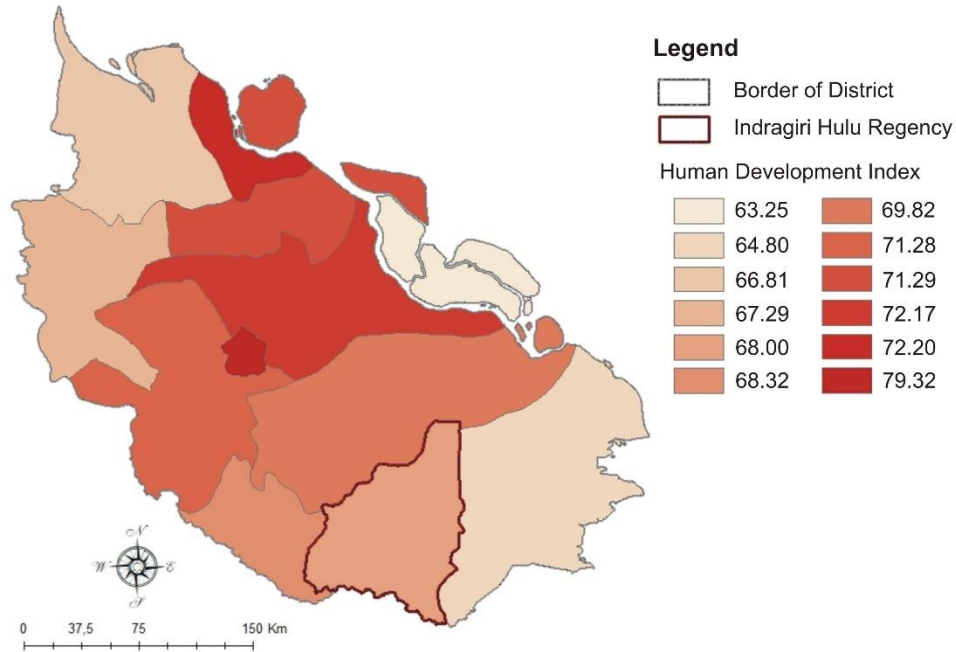 Legend
Border of District
Indragiri Hulu Regency
Human Development Index
63.25
64.80
66.81
67.29
68.00
68.32
69.82
71.28
71.29
72.17
72.20
79.32
N
W E
S
0 37,5 75 150 Km